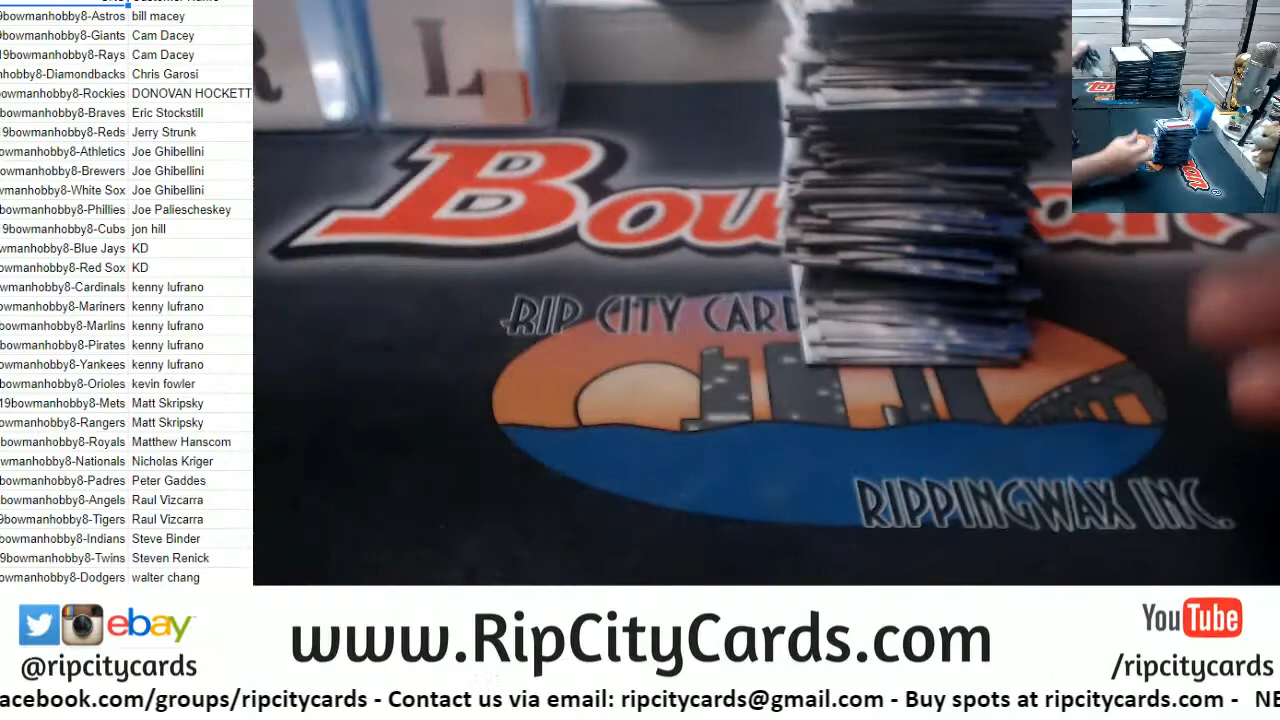 9bowmanhobby8-Astros bill macey
9bowmanhobby8-Giants Cam Dacey
19bowmanhobby8-Rays Cam Dacey
nhobby8-Diamondbacks Chris Garosi
owmanhobby8-Rockies DONOVAN HOCKETT
bowmanhobby8-Braves Eric Stockstill
19bowmanhobby8-Reds Jerry Strunk
owmanhobby8-Athletics Joe Ghibellini
owmanhobby8-Brewers Joe Ghibellini
wmanhobby8-White Sox Joe Ghibellini
owmanhobby8-Phillies Joe Paliescheskey
9bowmanhobby8-Cubs jon hill
owmanhobby8-Blue Jays KD
owmanhobby8-Red Sox KD
owmanhobby8-Cardinals kenny lufrano
owmanhobby8-Mariners kenny lufrano
bowmanhobby8-Marlins kenny lufrano
bowmanhobby8-Pirates kenny lufrano
owmanhobby8-Yankees kenny lufrano
bowmanhobby8-Orioles kevin fowler
19bowmanhobby8-Mets Matt Skripsky
owmanhobby8-Rangers Matt Skripsky
bowmanhobby8-Royals Matthew Hanscom
wmanhobby8-Nationals Nicholas Kriger
bowmanhobby8-Padres Peter Gaddes
bowmanhobby8-Angels Raul Vizcarra
9bowmanhobby8-Tigers Raul Vizcarra
bowmanhobby8-Indians Steve Binder
9bowmanhobby8-Twins Steven Renick
owmanhobby8-Dodgers walter chang
L
Bow
an
RIP CITY CARD
RIPPINGWAX INC.
ebay
@ripcitycards
www.RipCityCards.com
YouTube
/ripcitycards
acebook.com/groups/ripcitycards - Contact us via email: ripcitycards@gmail.com - Buy spots at ripcitycards.com - NE